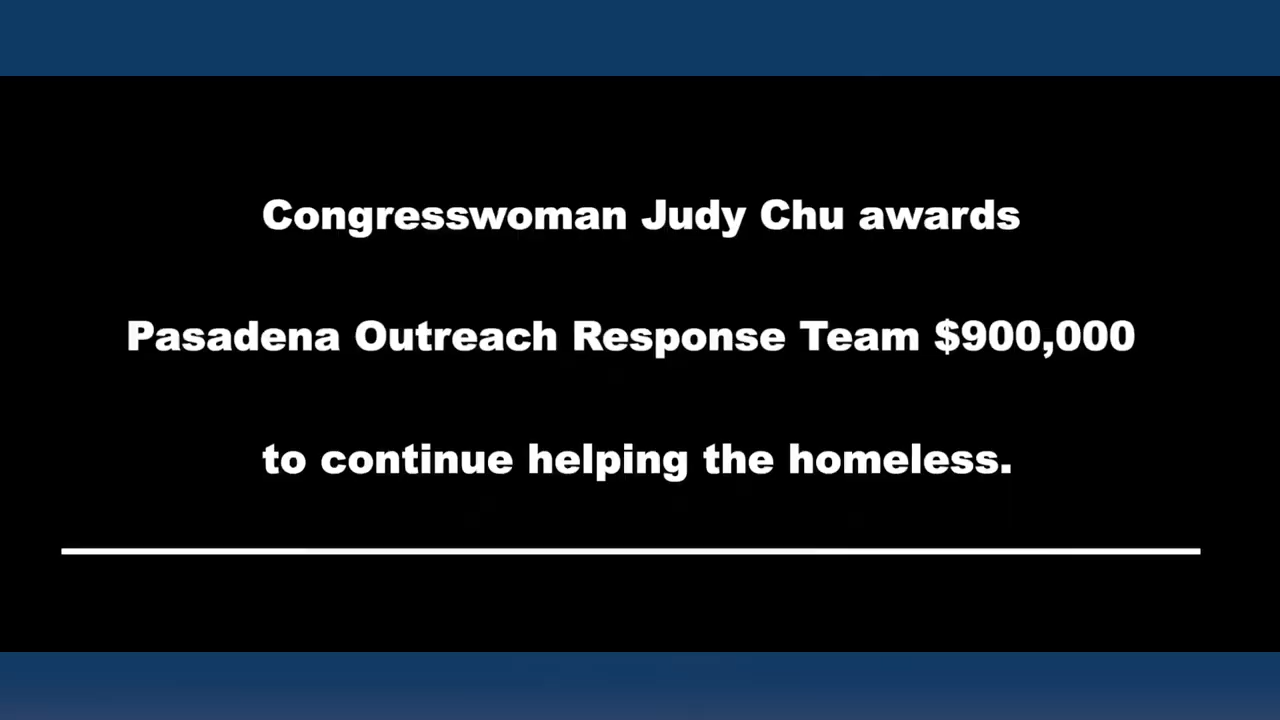 Congresswoman Judy Chu awards
Pasadena Outreach Response Team $900,000
to continue helping the homeless.